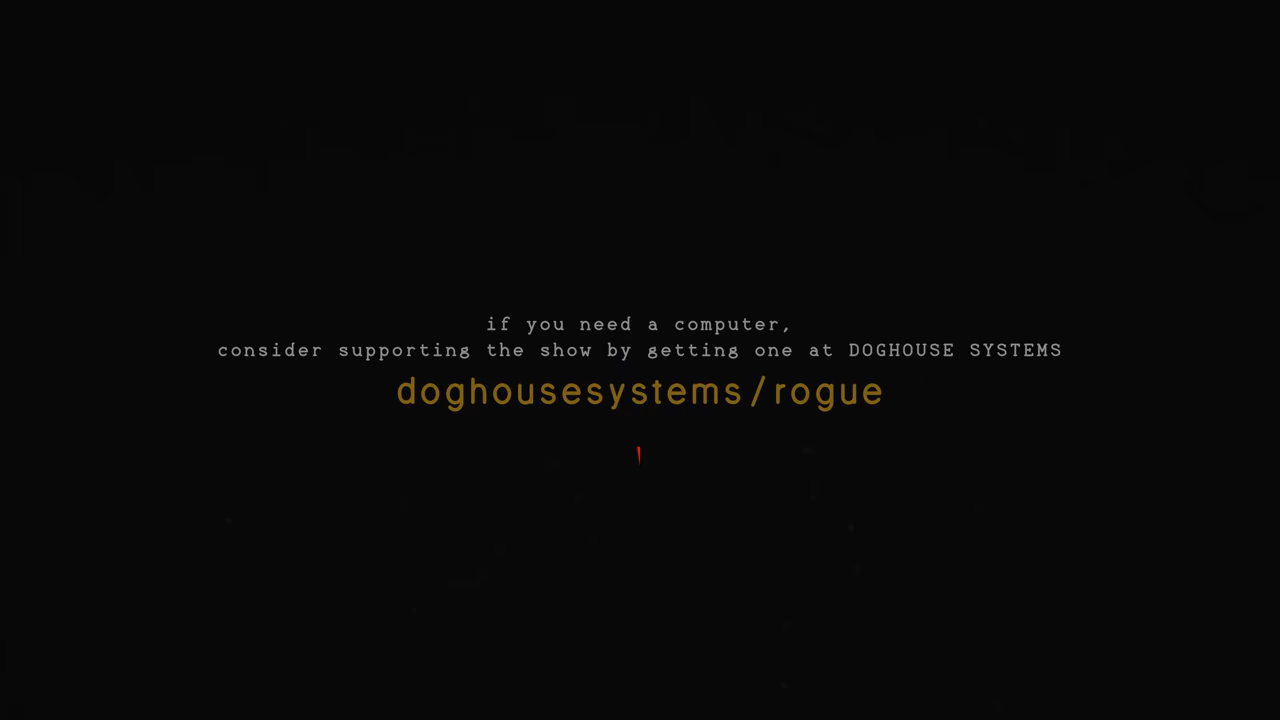 if you need a computer,
consider supporting the show by getting one at DOGHOUSE SYSTEMS
doghousesystems/rogue